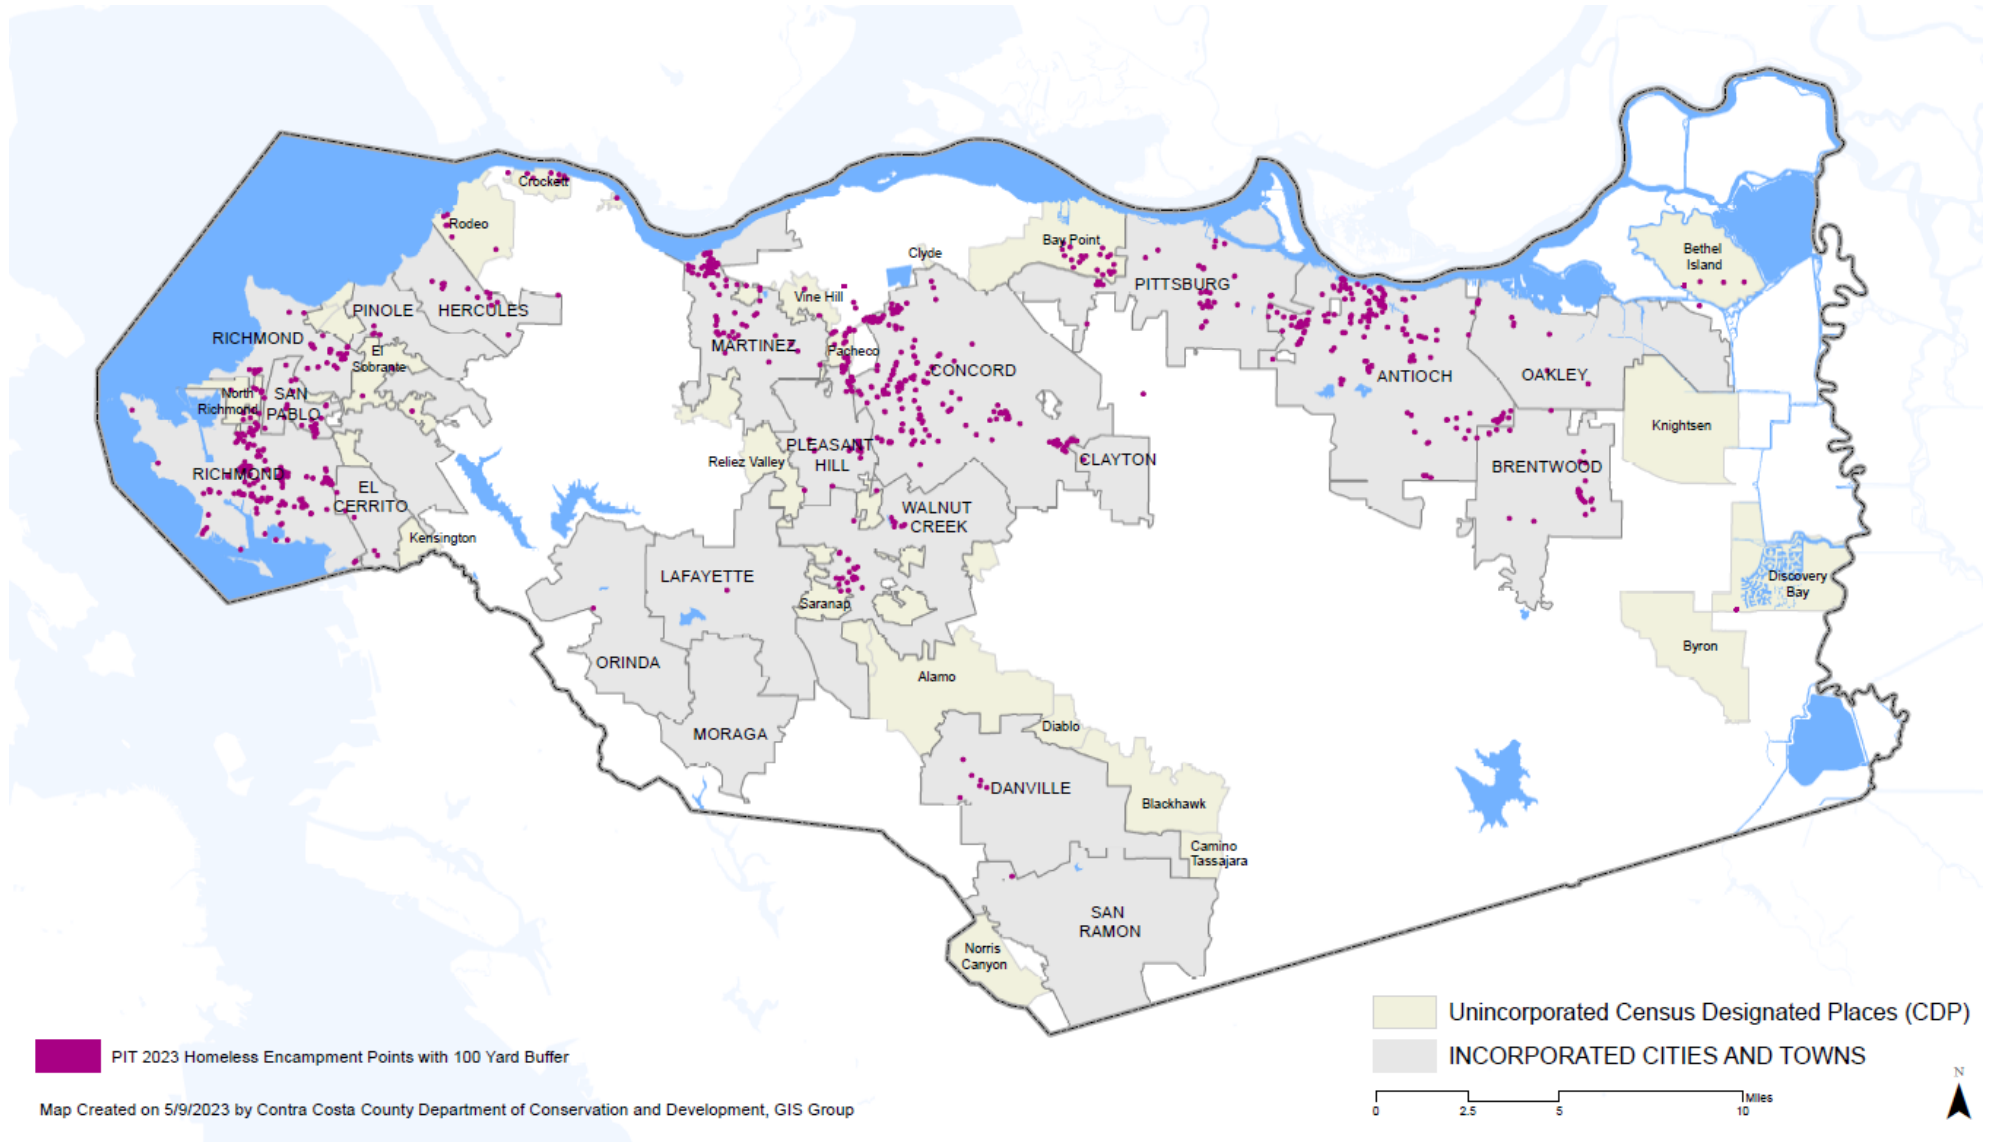 Crockett
Rodeo
Bay Point
Clyde
Bethel
Island
PITTSBURG
Vine Hill
PINOLE
HERCULES
RICHMOND
MARTINEZ
Pacheco
El
Sobrante
CONCORD
ANTIOCH
OAKLEY
North
Richmond
SAN
PABLO
Knightsen
PLEASANT
HILL
Reliez Valley
CLAYTON
BRENTWOOD
RICHMOND
EL
CERRITO
WALNUT
CREEK
Kensington
LAFAYETTE
Saranap
Discovery
Bay
ORINDA
Byron
Alamo
MORAGA
Diablo
DANVILLE
Blackhawk
Camino
Tassajara
SAN
RAMON
Norris
Canyon
Unincorporated Census Designated Places (CDP)
INCORPORATED CITIES AND TOWNS
PIT 2023 Homeless Encampment Points with 100 Yard Buffer
N
Miles
0 2.5 5 10
Map Created on 5/9/2023 by Contra Costa County Department of Conservation and Development, GIS Group